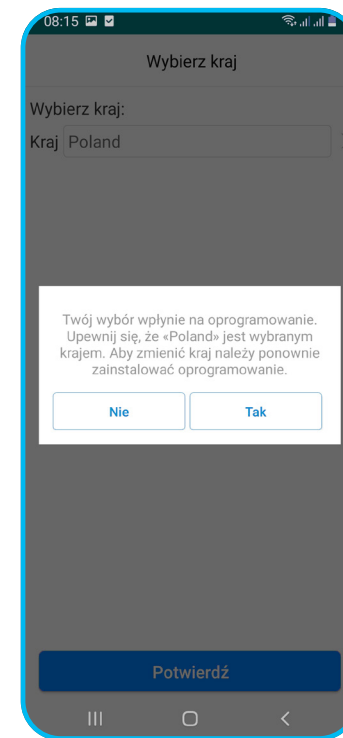 08:15
Wybierz kraj
Wybierz kraj:
Kraj Poland
Twój wybór wpłynie na oprogramowanie.
Upewnij się, że «Poland» jest wybranym
krajem. Aby zmienić kraj należy ponownie
zainstalować oprogramowanie.
Nie Tak
Potwierdź